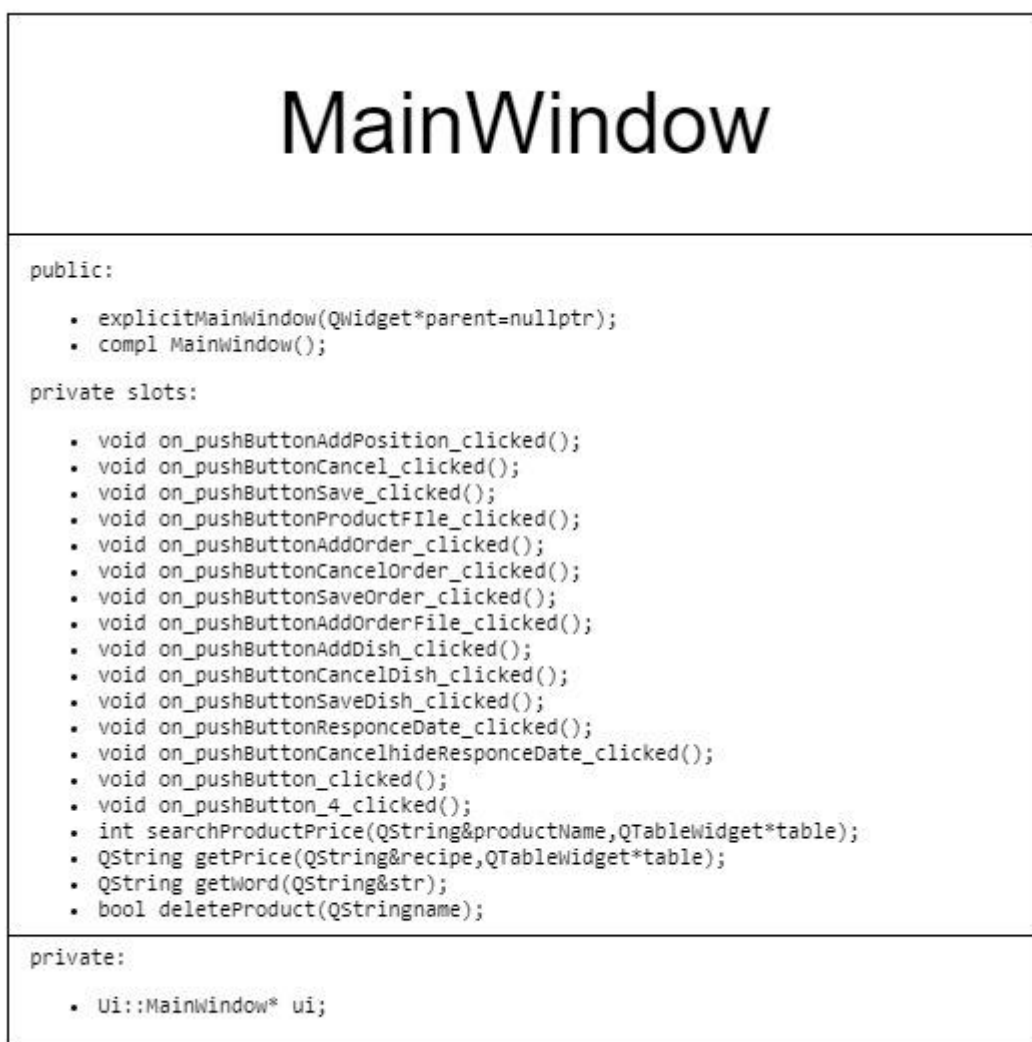 MainWindow
public:
• explicitMainWindow(QWidget*parent=nullptr);
• compl MainWindow();
private slots:
• void on_pushButtonAddPosition_clicked();
• void on_pushButtonCancel_clicked();
• void on_pushButtonSave_clicked();
• void on_pushButtonProductFIle_clicked();
• void on_pushButtonAddOrder_clicked();
• void on_pushButtonCancelOrder_clicked();
• void on_pushButtonSaveOrder_clicked();
• void on_pushButtonAddOrderFile_clicked();
• void on_pushButtonAddDish_clicked();
• void on_pushButtonCancelDish_clicked();
• void on_pushButtonSaveDish_clicked();
• void on_pushButtonResponceDate_clicked();
• void on_pushButtonCancelhideResponceDate_clicked();
• void on_pushButton_clicked();
• void on_pushButton_4_clicked();
• int searchProductPrice(QString&productName,QTableWidget*table);
• QString getPrice(QString&recipe,QTableWidget*table);
• QString getWord(QString&str);
• bool deleteProduct(QStringname);
private:
• Ui::MainWindow* ui;